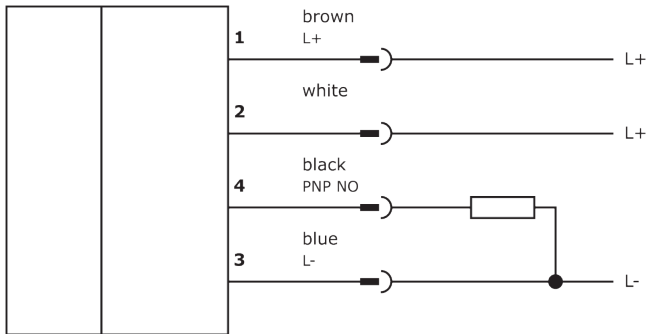 brown
1 L+
L+
white
2
L+
black
4 PNP NO
blue
3 L-
L-